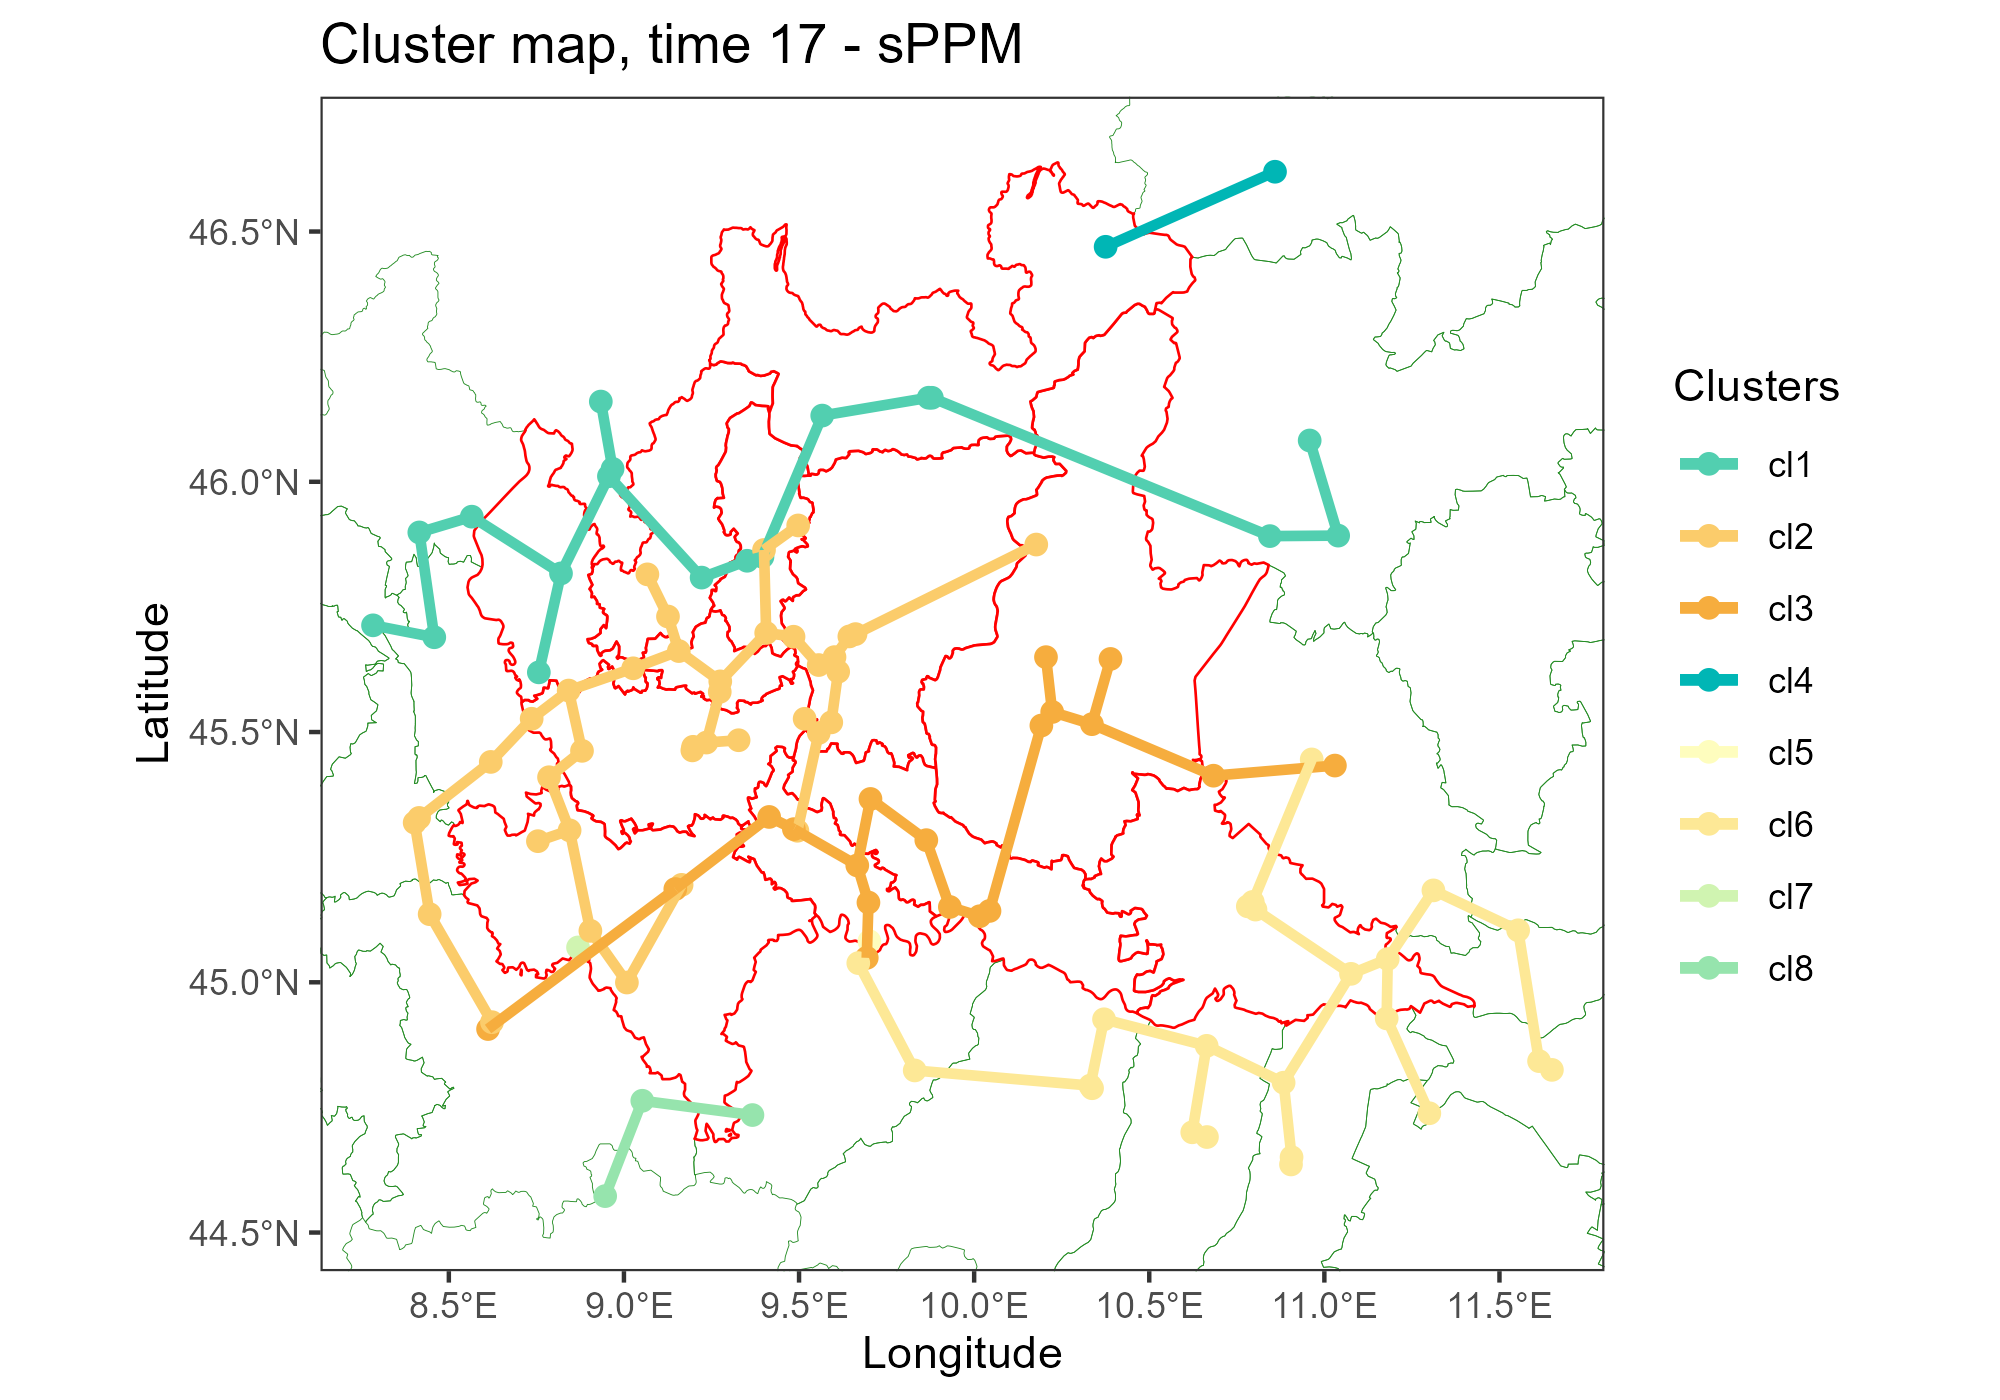 Cluster map, time 17 - sPPM
46.5°N
46.0°N
45.5°N
45.0°N
44.5°N
Latitude
8.5°E
9.0°E
9.5°E
10.0°E
10.5°E
11.0°E
11.5°E
Longitude
Clusters
cl1
cl2
cl3
cl4
cl5
cl6
cl7
cl8